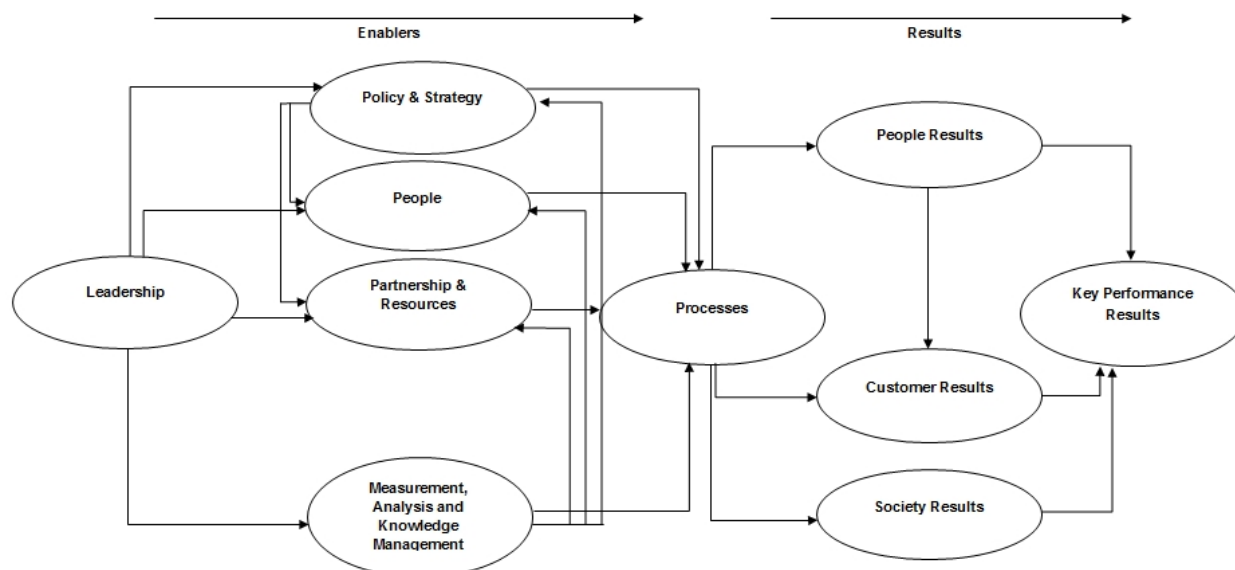 Enablers
Results
Policy & Strategy
People
Leadership
Partnership &
Resources
Measurement,
Analysis and
Knowledge
Management
Processes
People Results
Customer Results
Society Results
Key Performance
Results